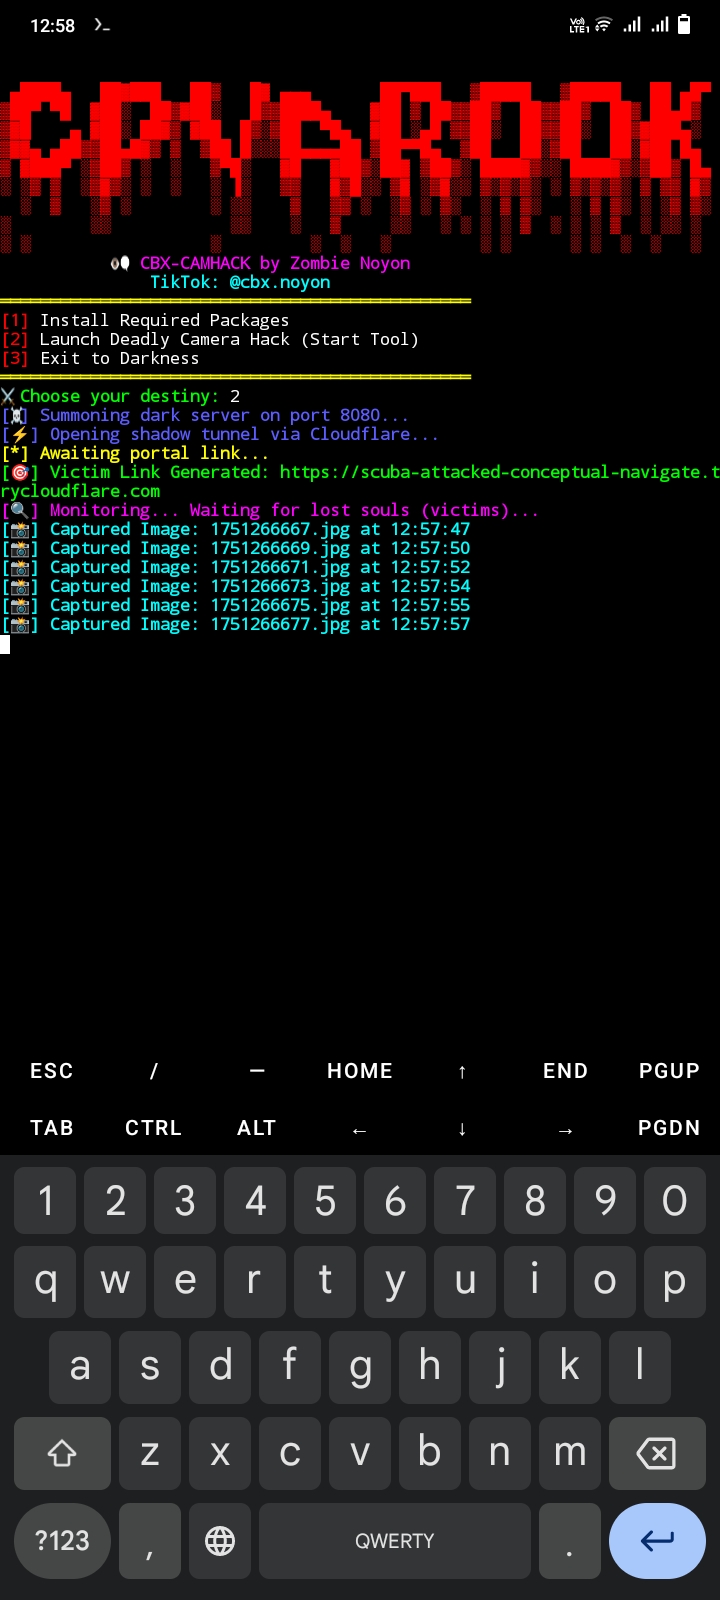 12:58
Vo)) LTE1
CBX-CAMHACK by Zombie Noyon
TikTok: @cbx.noyon
[1] Install Required Packages
[2] Launch Deadly Camera Hack (Start Tool)
[3] Exit to Darkness
⚔️Choose your destiny: 2
[☠️] Summoning dark server on port 8080...
[⚡] Opening shadow tunnel via Cloudflare...
[*] Awaiting portal link...
[🎯] Victim Link Generated: https://scuba-attacked-conceptual-navigate.t
rycloudflare.com
[🔍] Monitoring... Waiting for lost souls (victims)...
[📸] Captured Image: 1751266667.jpg at 12:57:47
[📸] Captured Image: 1751266669.jpg at 12:57:50
[📸] Captured Image: 1751266671.jpg at 12:57:52
[📸] Captured Image: 1751266673.jpg at 12:57:54
[📸] Captured Image: 1751266675.jpg at 12:57:55
[📸] Captured Image: 1751266677.jpg at 12:57:57
ESC / — HOME ↑ END PGUP
TAB CTRL ALT ← ↓ → PGDN
1 2 3 4 5 6 7 8 9 0
q w e r t y u i o p
a s d f g h j k l
z x c v b n m
?123 , QWERTY .